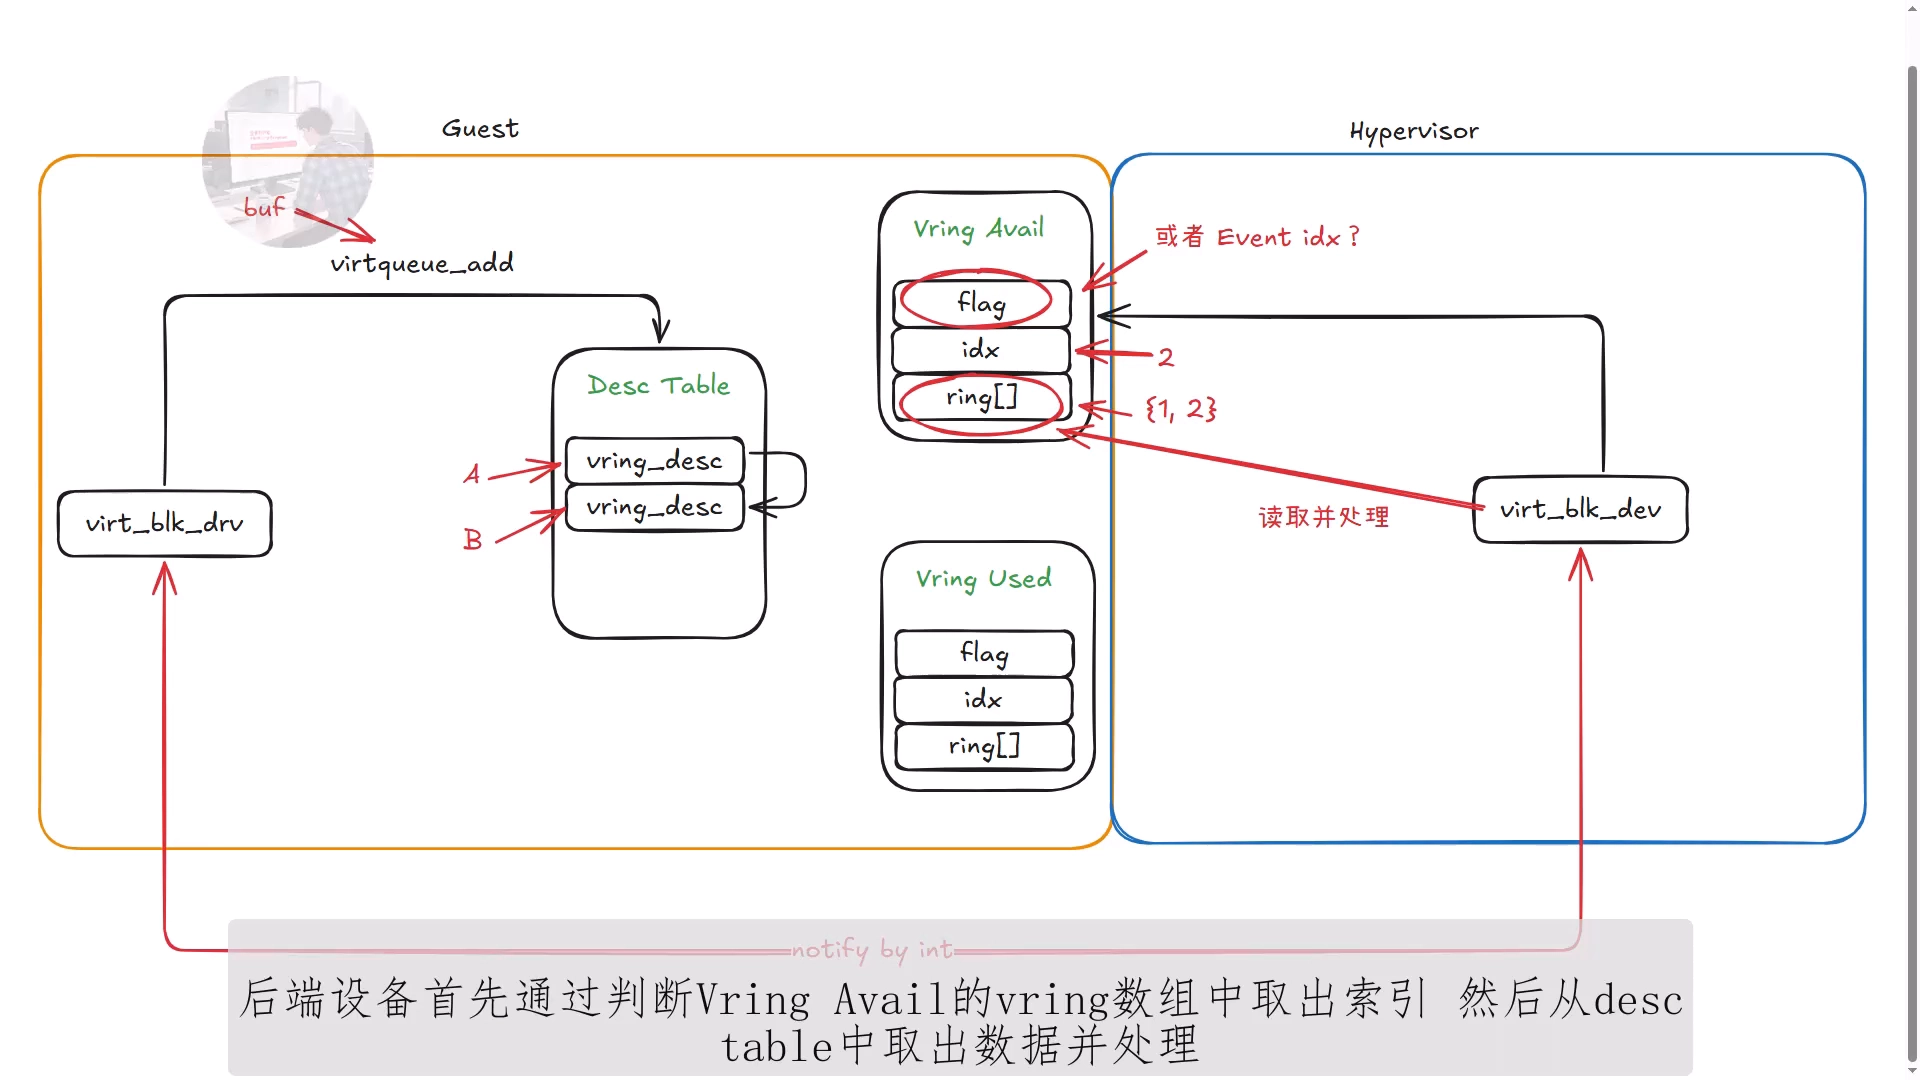 Guest
Hypervisor
buf
virtqueue_add
Vring Avail
或者 Event idx？
flag
idx
2
ring[]
{1, 2}
Desc Table
A
vring_desc
B
vring_desc
virt_blk_drv
virt_blk_dev
读取并处理
Vring Used
flag
idx
ring[]
notify by int
后端设备首先通过判断Vring Avail的vring数组中取出索引 然后从desc
table中取出数据并处理